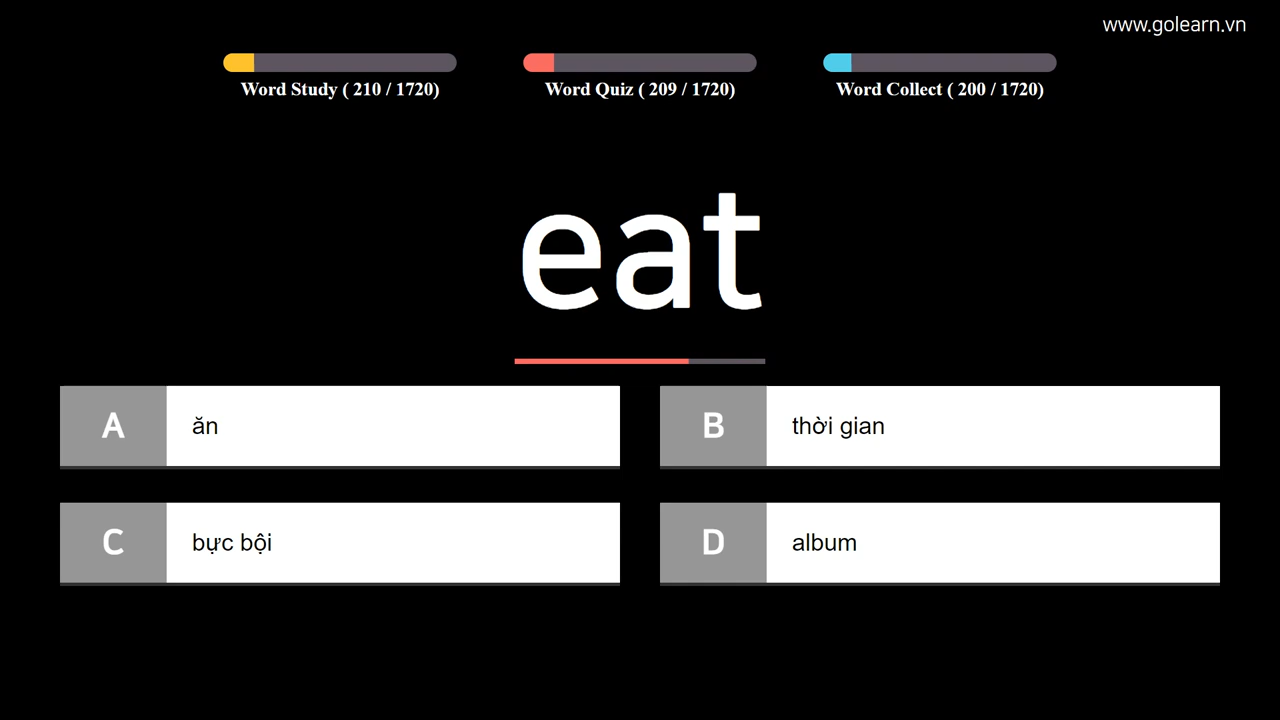 www.golearn.vn
Word Study ( 210 / 1720)
Word Quiz ( 209 / 1720)
Word Collect ( 200 / 1720)
eat
A ăn
B thời gian
C bực bội
D album